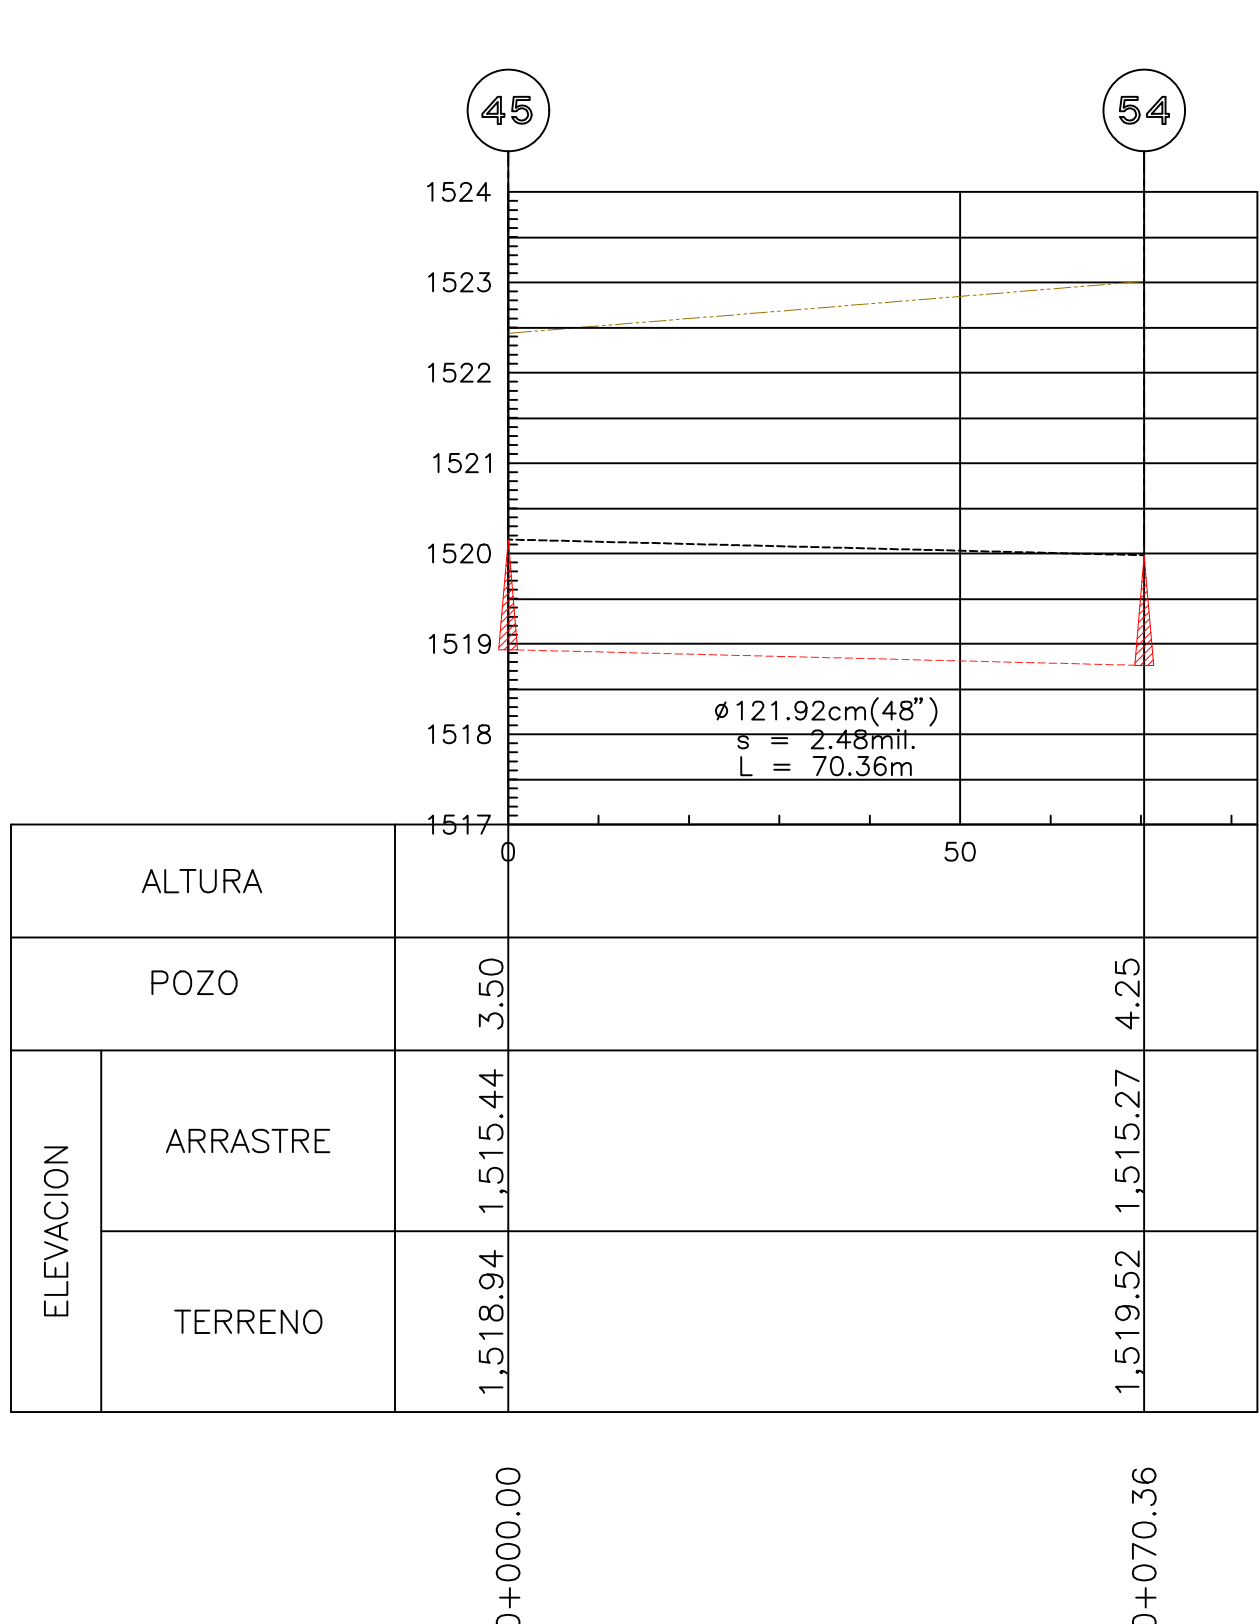 45
54
1524
1523
1522
1521
1520
1519
1518
1517
ø121.92cm(48”)
s = 2.48mil.
L = 70.36m
0
50
ALTURA
POZO
3.50
4.25
ELEVACION
ARRASTRE
1,515.44
1,515.27
TERRENO
1,518.94
1,519.52
0+000.00
0+070.36